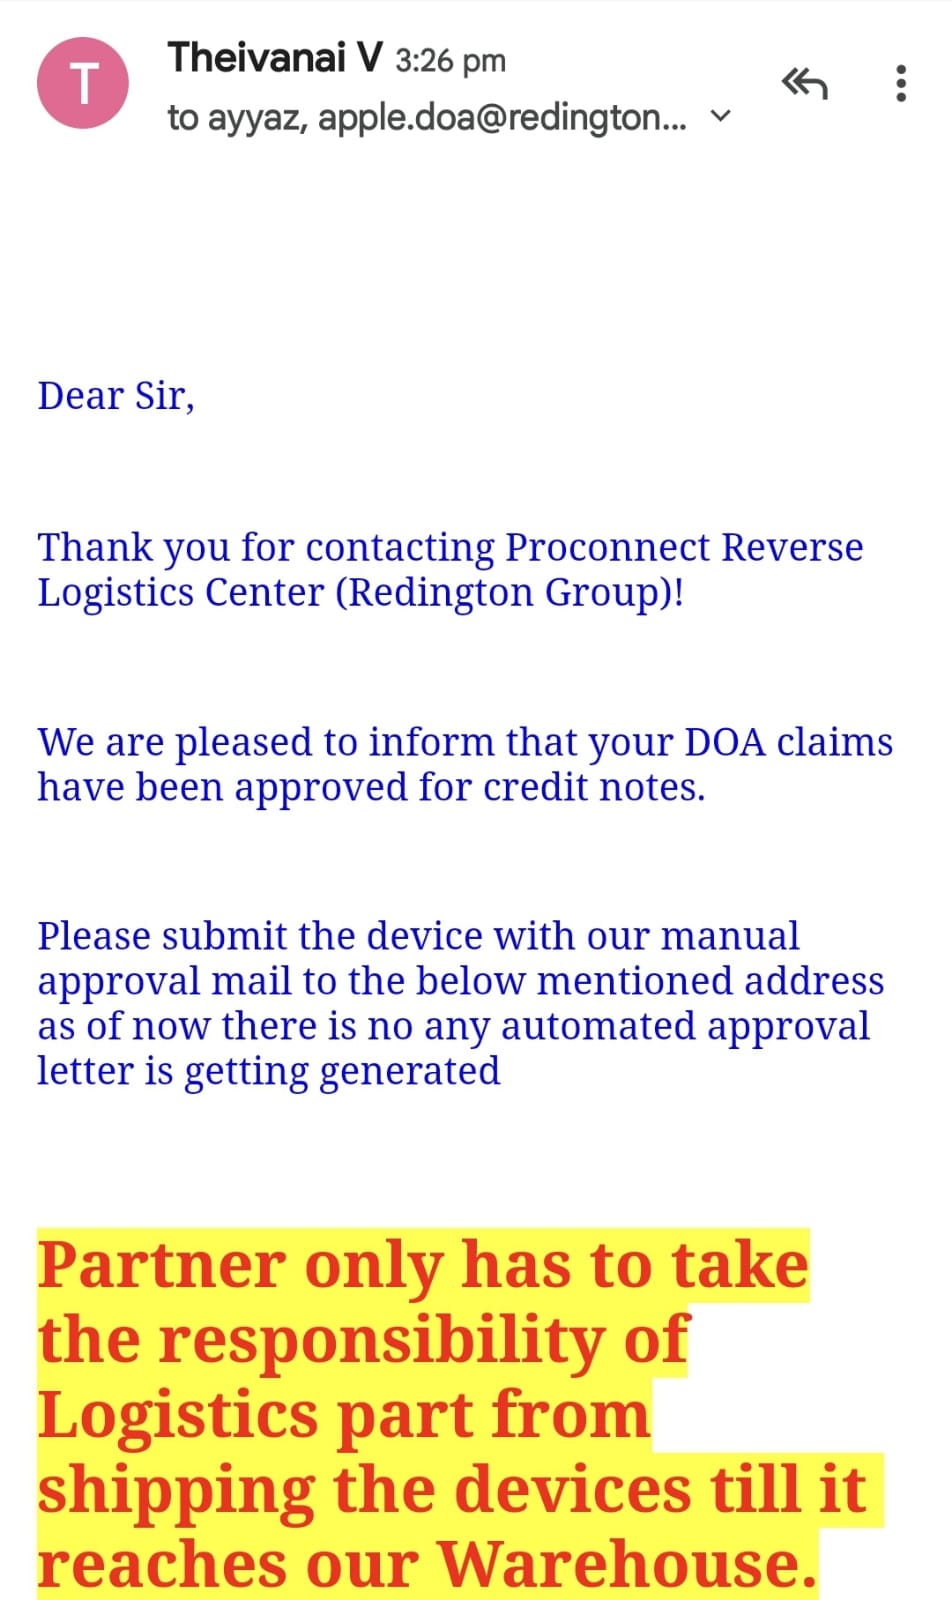 T
Theivanai V 3:26 pm
to ayyaz, apple.doa@redington...
Dear Sir,
Thank you for contacting Proconnect Reverse
Logistics Center (Redington Group)!
We are pleased to inform that your DOA claims
have been approved for credit notes.
Please submit the device with our manual
approval mail to the below mentioned address
as of now there is no any automated approval
letter is getting generated
Partner only has to take
the responsibility of
Logistics part from
shipping the devices till it
reaches our Warehouse.